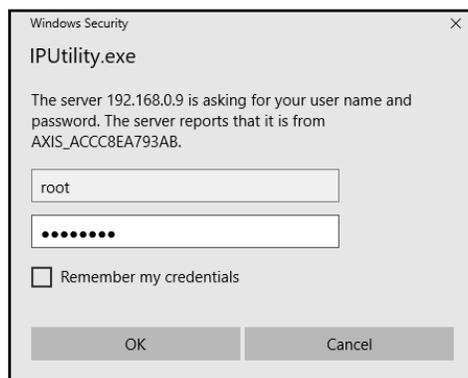 Windows Security
IPUtility.exe
The server 192.168.0.9 is asking for your user name and
password. The server reports that it is from
AXIS_ACCC8EA793AB.
root
●●●●●●●●
Remember my credentials
OK Cancel